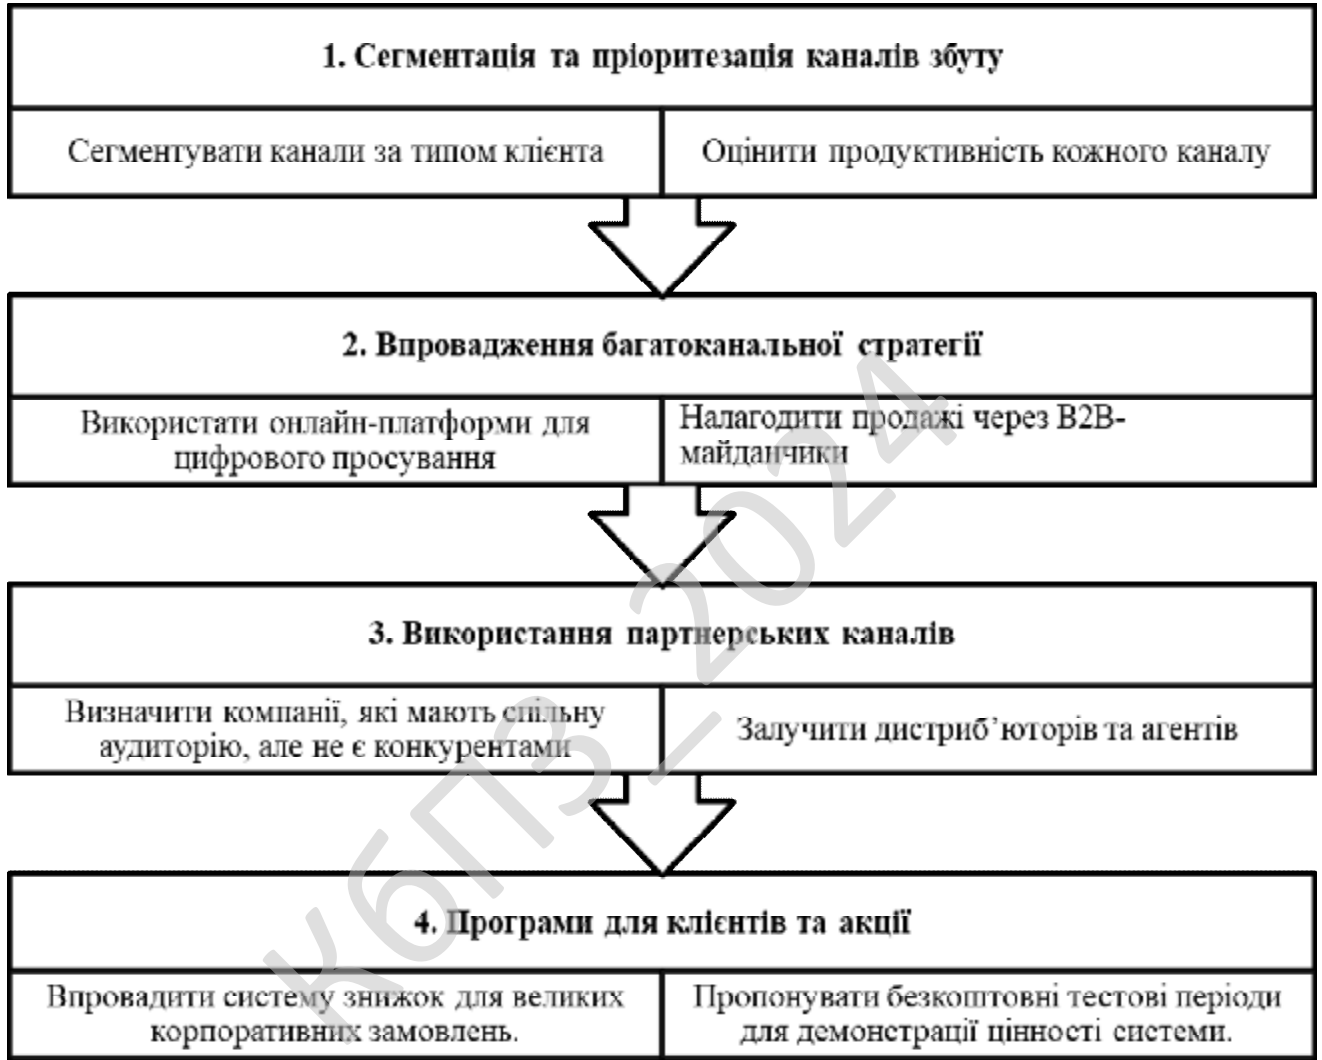 1. Сегментація та пріоритезація каналів збуту
Сегментувати канали за типом клієнта
Оцінити продуктивність кожного каналу
2. Впровадження багатоканальної стратегії
Використати онлайн-платформи для
цифрового просування
Налагодити продажі через B2B-
майданчики
3. Використання партнерських каналів
Визначити компанії, які мають спільну
аудиторію, але не є конкурентами
Залучити дистриб’юторів та агентів
4. Програми для клієнтів та акції
Впровадити систему знижок для великих
корпоративних замовлень.
Пропонувати безкоштовні тестові періоди
для демонстрації цінності системи.
КбПЗ_2024